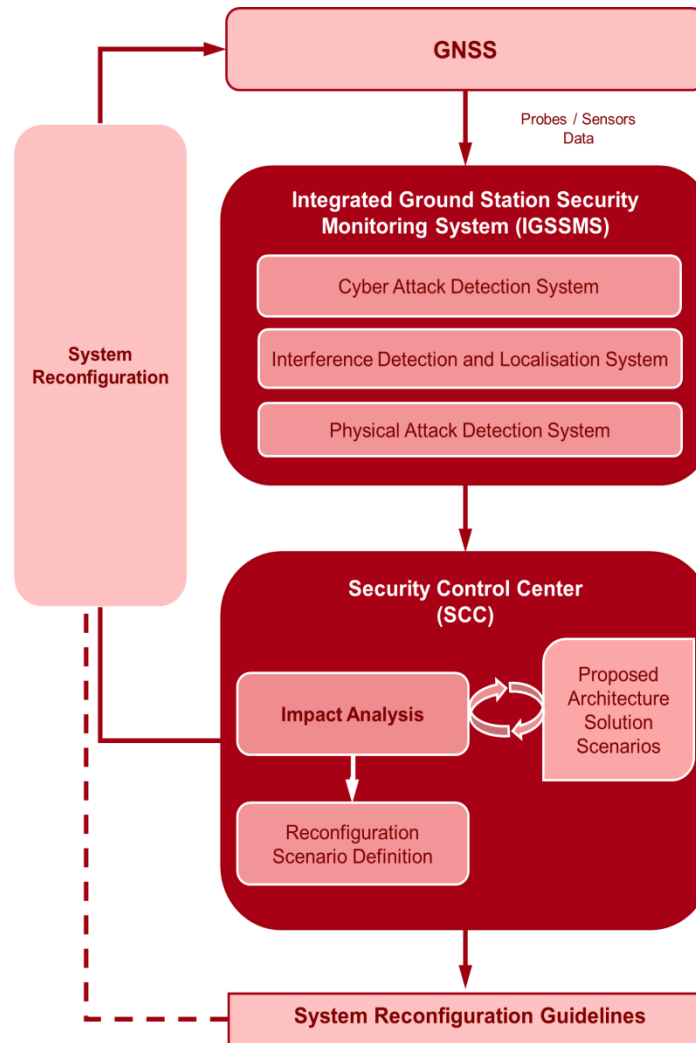 GNSS
Probes / Sensors
Data
Integrated Ground Station Security
Monitoring System (IGSSMS)
Cyber Attack Detection System
Interference Detection and Localisation System
Physical Attack Detection System
System
Reconfiguration
Security Control Center
(SCC)
Impact Analysis
Proposed
Architecture
Solution
Scenarios
Reconfiguration
Scenario Definition
System Reconfiguration Guidelines